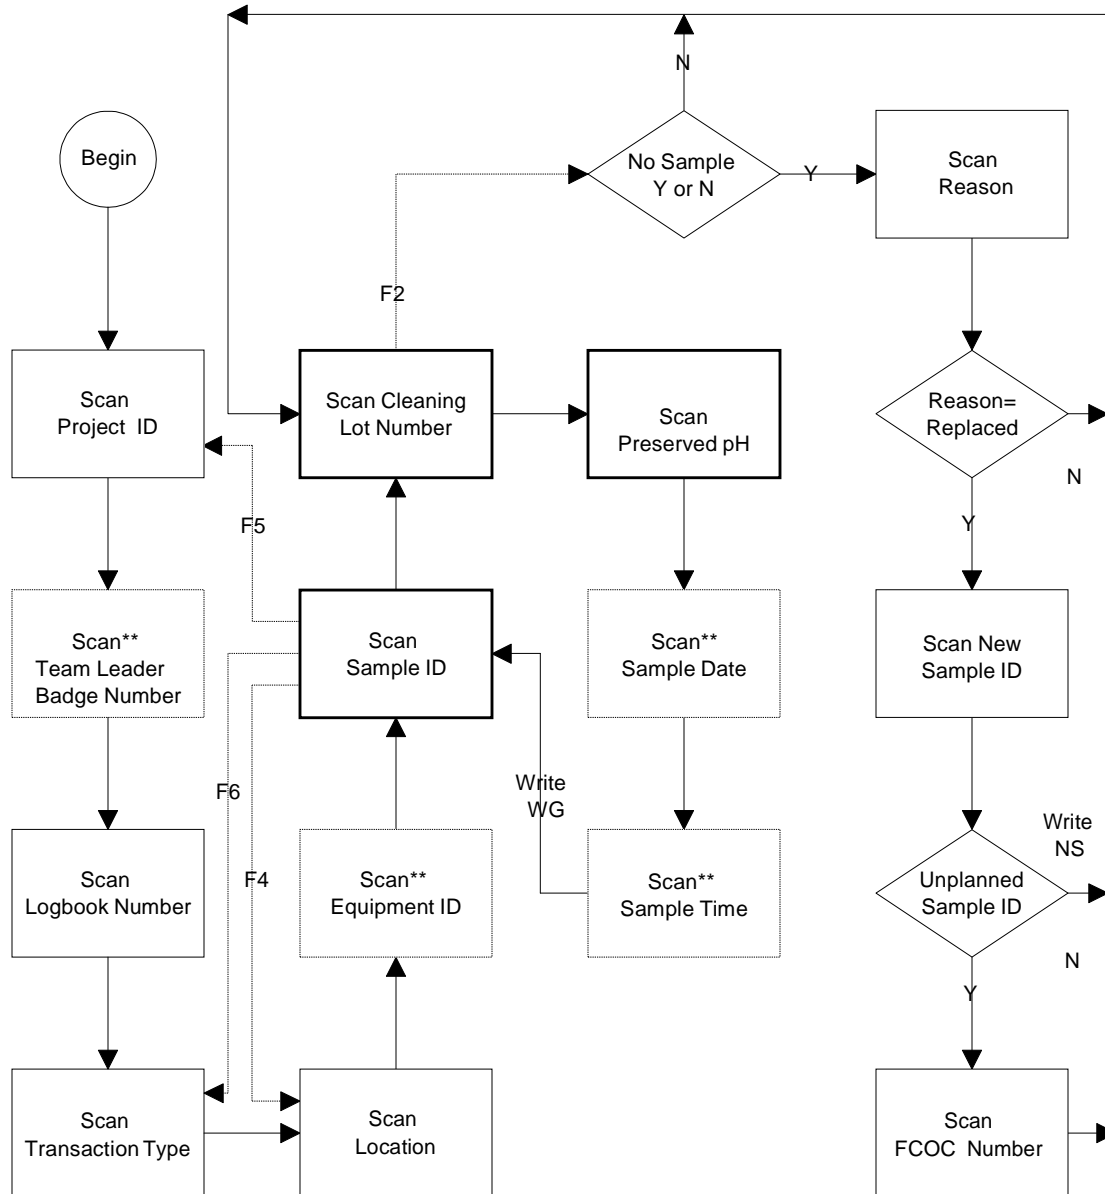 N
Begin
No Sample
Y or N
Y
Scan
Reason
F2
Scan
Project ID
Scan Cleaning
Lot Number
Scan
Preserved pH
Reason=
Replaced
N
F5
Y
Scan**
Team Leader
Badge Number
Scan
Sample ID
Scan**
Sample Date
Scan New
Sample ID
F6
Write
WG
F4
Write
NS
Scan
Logbook Number
Scan**
Equipment ID
Scan**
Sample Time
Unplanned
Sample ID
N
Y
Scan
Transaction Type
Scan
Location
Scan
FCOC Number